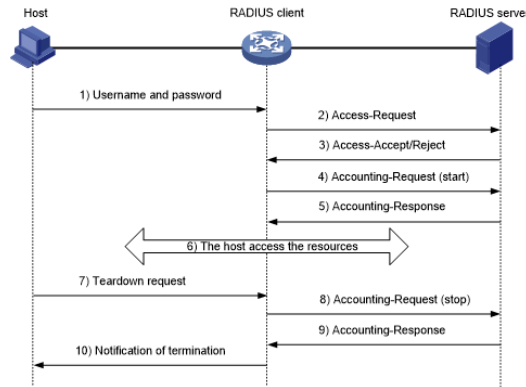 Host
RADIUS client
RADIUS serve
1) Username and password
2) Access-Request
3) Access-Accept/Reject
4) Accounting-Request (start)
5) Accounting-Response
6) The host access the resources
7) Teardown request
8) Accounting-Request (stop)
9) Accounting-Response
10) Notification of termination